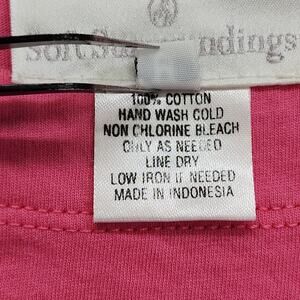 Soft Surroundings
100% COTTON
HAND WASH COLD
NON CHLORINE BLEACH
ONLY AS NEEDED
LINE DRY
LOW IRON IF NEEDED
MADE IN INDONESIA